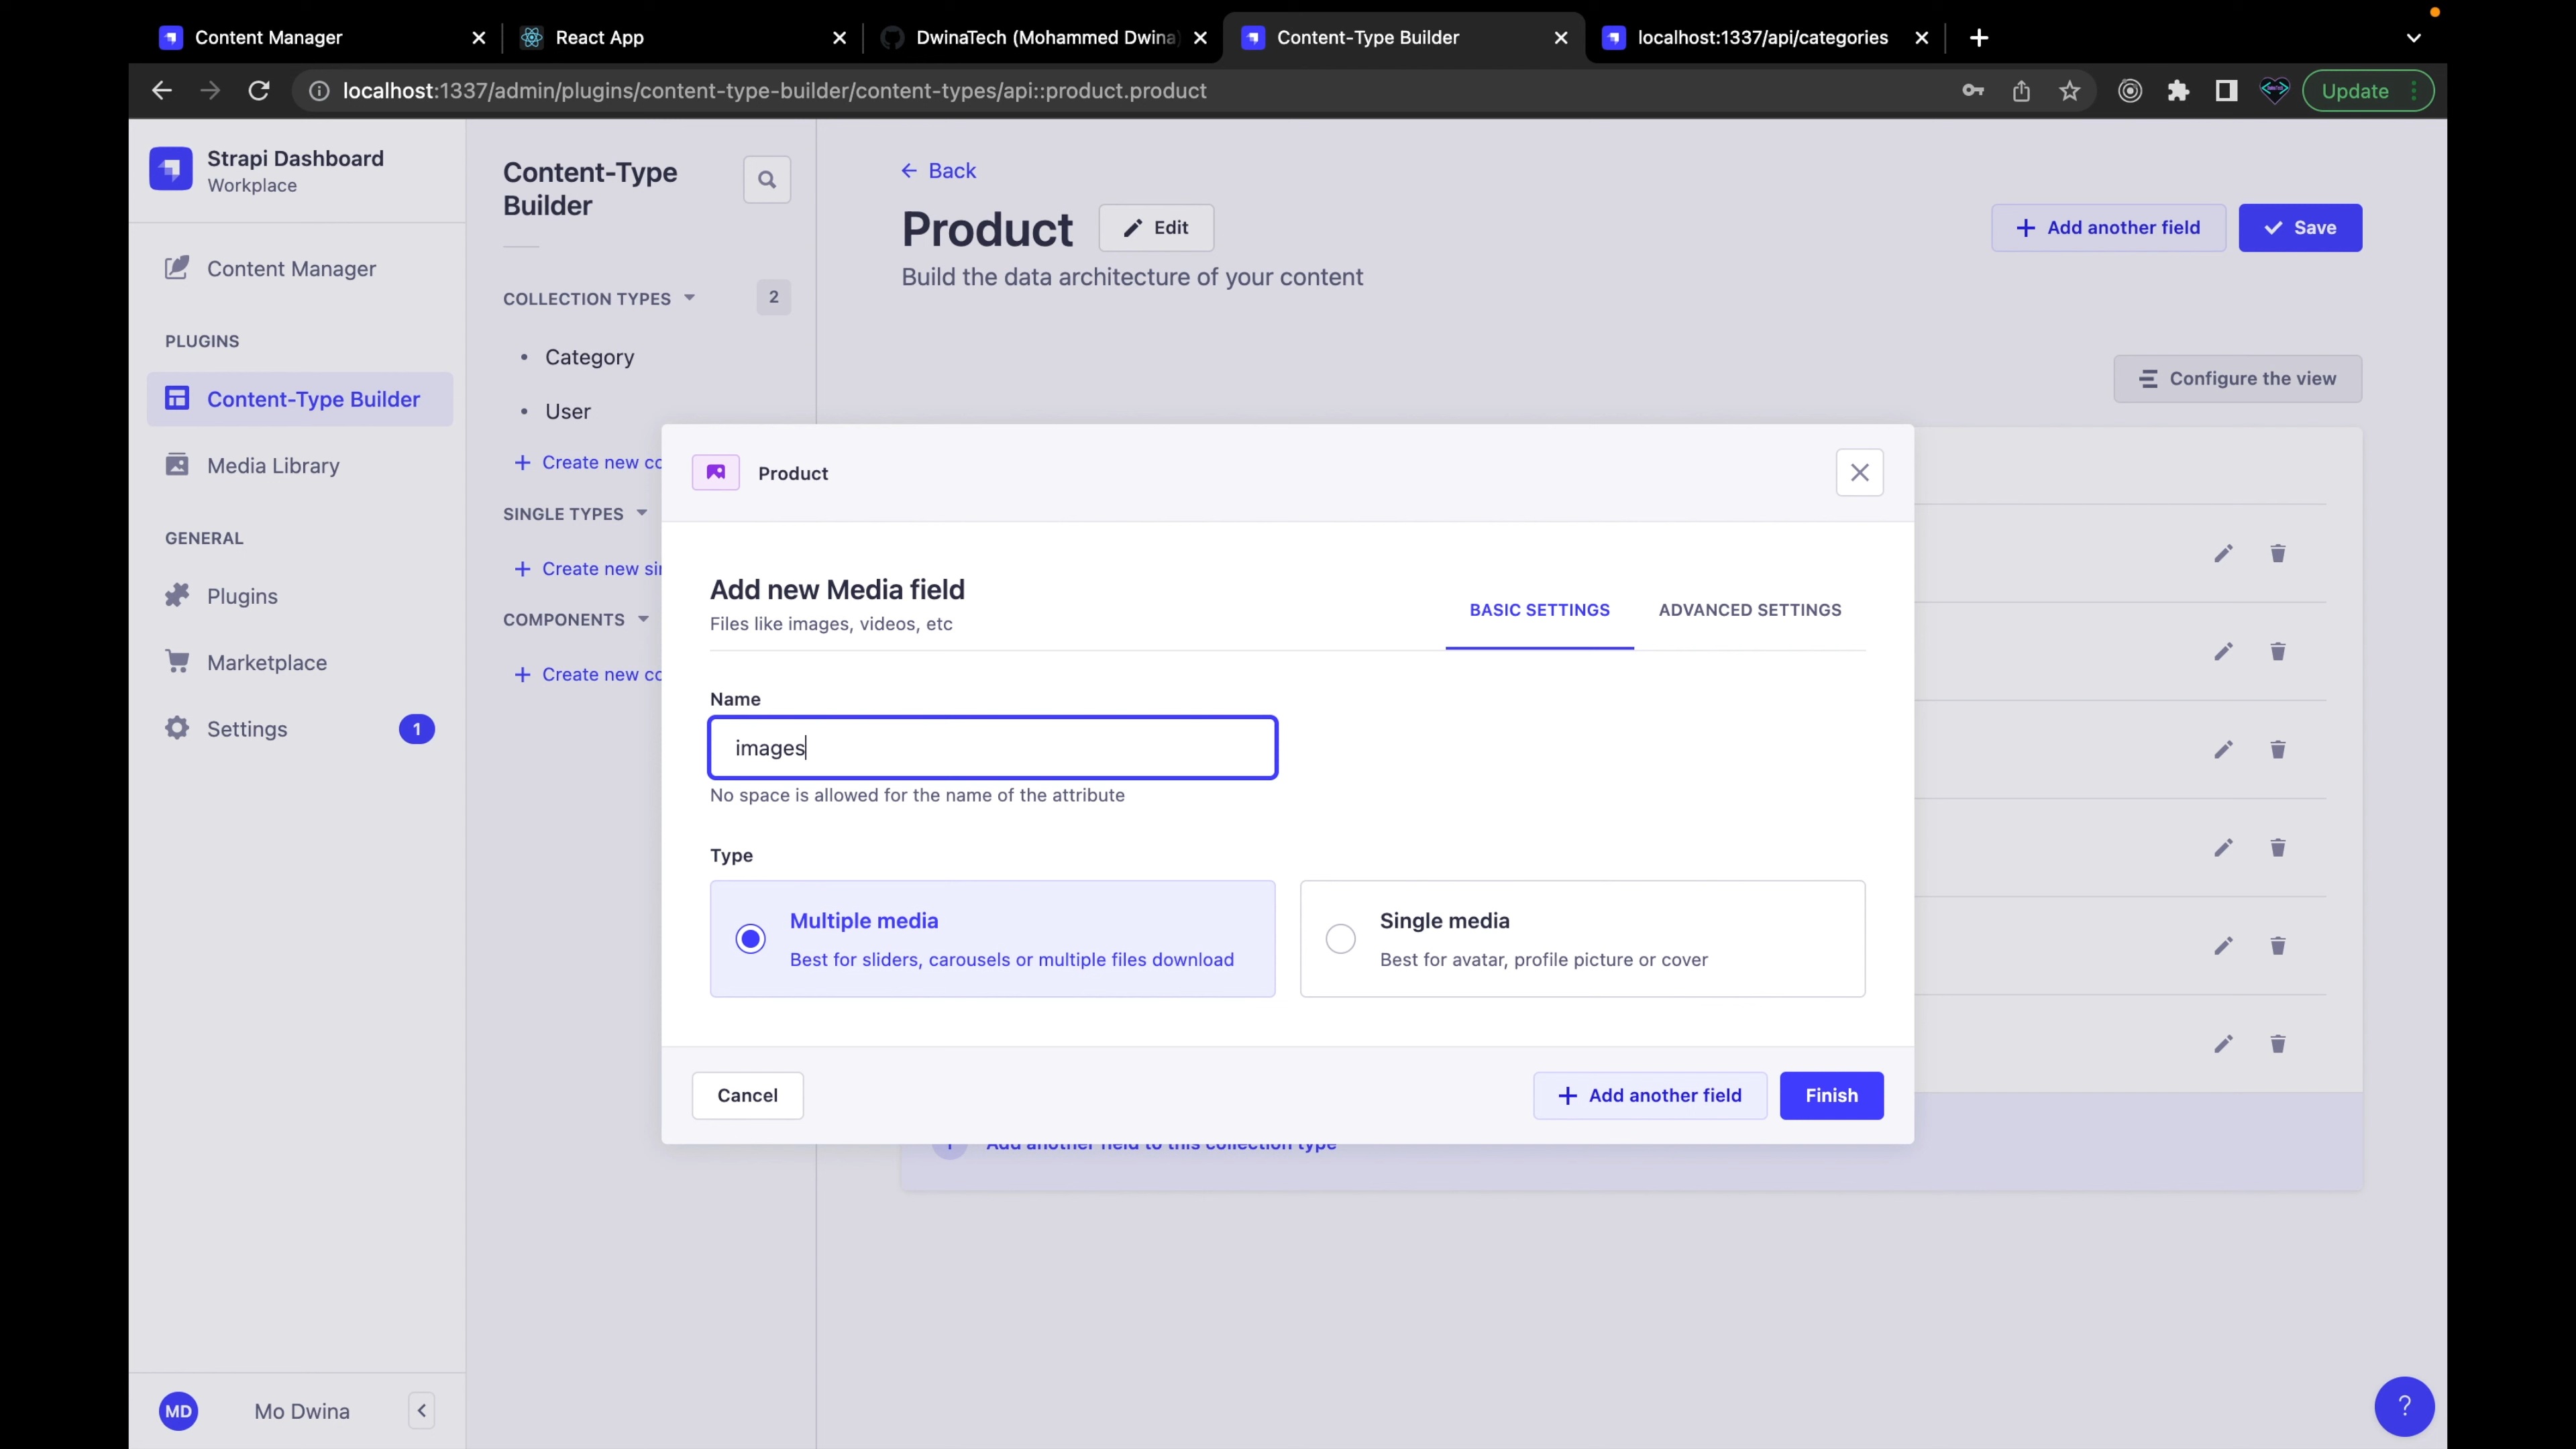 Content Manager
React App
DwinaTech (Mohammed Dwina)
Content-Type Builder
localhost:1337/api/categories
localhost:1337/admin/plugins/content-type-builder/content-types/api::product.product
Update
Strapi Dashboard
Workplace
Content Manager
PLUGINS
Content-Type Builder
Media Library
GENERAL
Plugins
Marketplace
Settings
1
MD
Mo Dwina
Content-Type
Builder
COLLECTION TYPES
2
Category
User
Create new co
SINGLE TYPES
Create new si
COMPONENTS
Create new co
Back
Product
Edit
Build the data architecture of your content
Add another field
Save
Configure the view
Product
Add new Media field
Files like images, videos, etc
BASIC SETTINGS
ADVANCED SETTINGS
Name
images
No space is allowed for the name of the attribute
Type
Multiple media
Best for sliders, carousels or multiple files download
Single media
Best for avatar, profile picture or cover
Cancel
Add another field
Finish
Add another field to this collection type
?